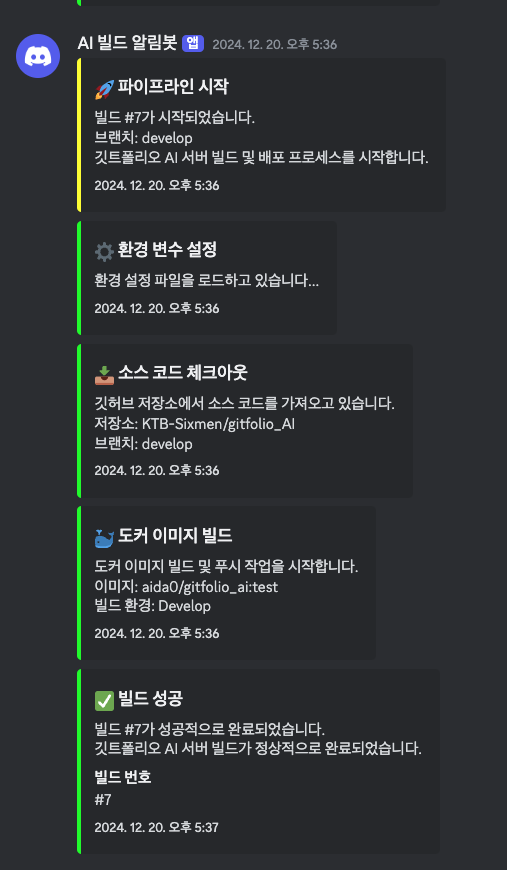 AI 빌드 알림봇 앱 2024. 12. 20. 오후 5:36
파이프라인 시작
빌드 #7가 시작되었습니다.
브랜치: develop
깃트폴리오 AI 서버 빌드 및 배포 프로세스를 시작합니다.
2024. 12. 20. 오후 5:36
환경 변수 설정
환경 설정 파일을 로드하고 있습니다...
2024. 12. 20. 오후 5:36
소스 코드 체크아웃
깃허브 저장소에서 소스 코드를 가져오고 있습니다.
저장소: KTB-Sixmen/gitfolio_AI
브랜치: develop
2024. 12. 20. 오후 5:36
도커 이미지 빌드
도커 이미지 빌드 및 푸시 작업을 시작합니다.
이미지: aida0/gitfolio_ai:test
빌드 환경: Develop
2024. 12. 20. 오후 5:36
빌드 성공
빌드 #7가 성공적으로 완료되었습니다.
깃트폴리오 AI 서버 빌드가 정상적으로 완료되었습니다.
빌드 번호
#7
2024. 12. 20. 오후 5:37